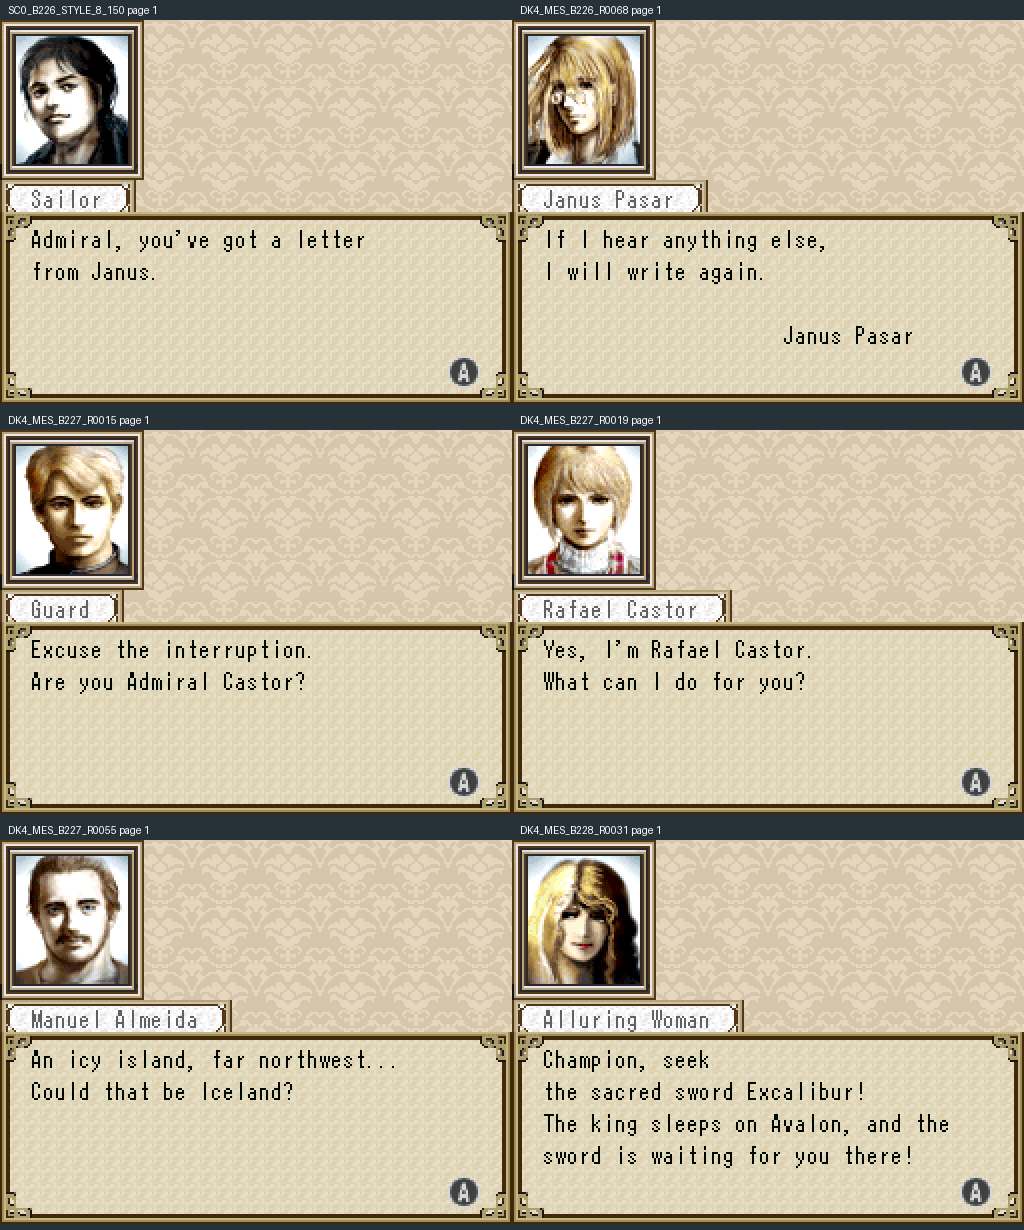 SC0_B226_STYLE_8_150 page 1
Sailor
Admiral, you've got a letter
from Janus.
A
DK4_MES_B226_R0068 page 1
Janus Pasar
If I hear anything else,
I will write again.
Janus Pasar
A
DK4_MES_B227_R0015 page 1
Guard
Excuse the interruption.
Are you Admiral Castor?
A
DK4_MES_B227_R0019 page 1
Rafael Castor
Yes, I'm Rafael Castor.
What can I do for you?
A
DK4_MES_B227_R0055 page 1
Manuel Almeida
An icy island, far northwest...
Could that be Iceland?
A
DK4_MES_B228_R0031 page 1
Alluring Woman
Champion, seek
the sacred sword Excalibur!
The king sleeps on Avalon, and the
sword is waiting for you there!
A